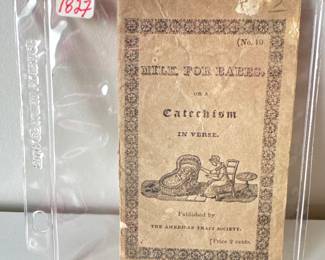 1827
(No. 10
MILK, FOR BABES,
OR A
Catechism
IN VERSE.
Published by
THE AMERICAN TRACT SOCIETY.
[Price 2 cents.